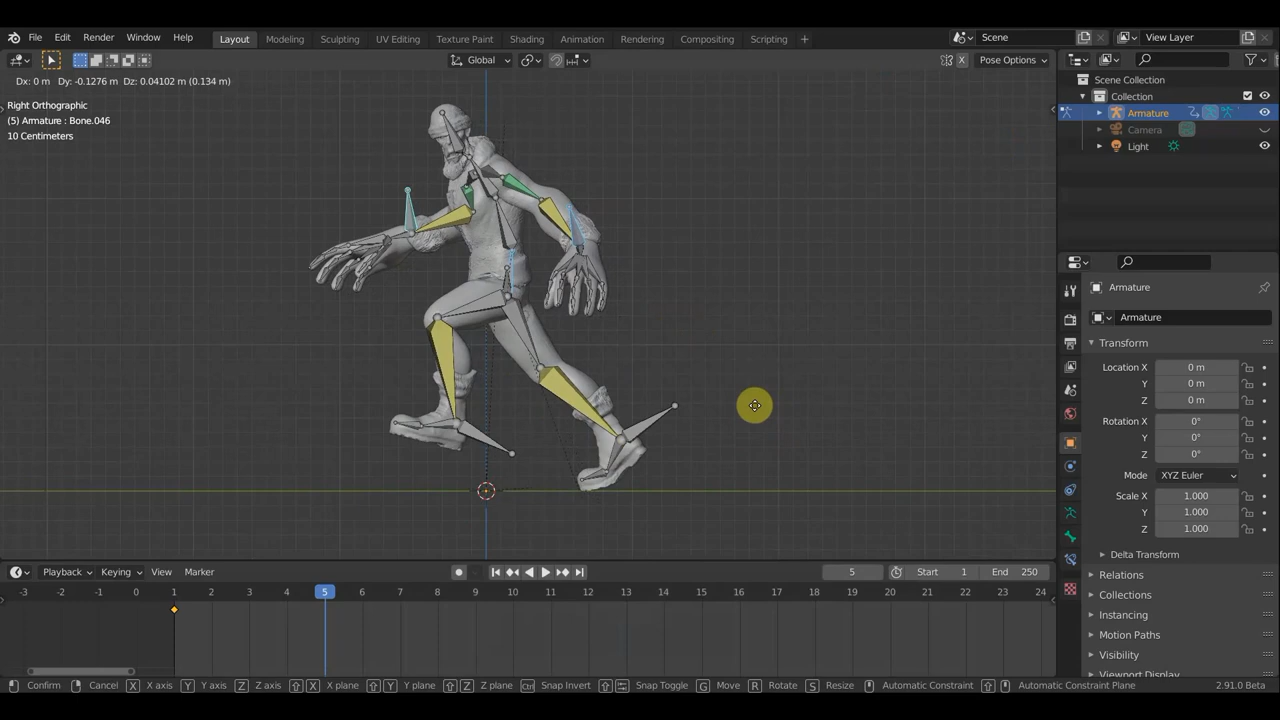 File Edit Render Window Help Layout Modeling Sculpting UV Editing Texture Paint Shading Animation Rendering Compositing Scripting + Scene View Layer
Global X Pose Options
Dx: 0 m Dy: -0.1276 m Dz: 0.04102 m (0.134 m)
Right Orthographic
(5) Armature : Bone.046
10 Centimeters
Scene Collection
Collection
Armature
Camera
Light
Armature
Armature
Transform
Location X 0 m
Y 0 m
Z 0 m
Rotation X 0°
Y 0°
Z 0°
Mode XYZ Euler
Scale X 1.000
Y 1.000
Z 1.000
Delta Transform
Relations
Collections
Instancing
Motion Paths
Visibility
Viewport Display
Playback Keying View Marker 5 Start 1 End 250
-3 -2 -1 0 1 2 3 4 5 6 7 8 9 10 11 12 13 14 15 16 17 18 19 20 21 22 23 24
Confirm Cancel X X axis Y Y axis Z Z axis X X plane Y Y plane Z Z plane Ctrl Snap Invert Snap Toggle G Move R Rotate S Resize Automatic Constraint Automatic Constraint Plane 2.91.0 Beta